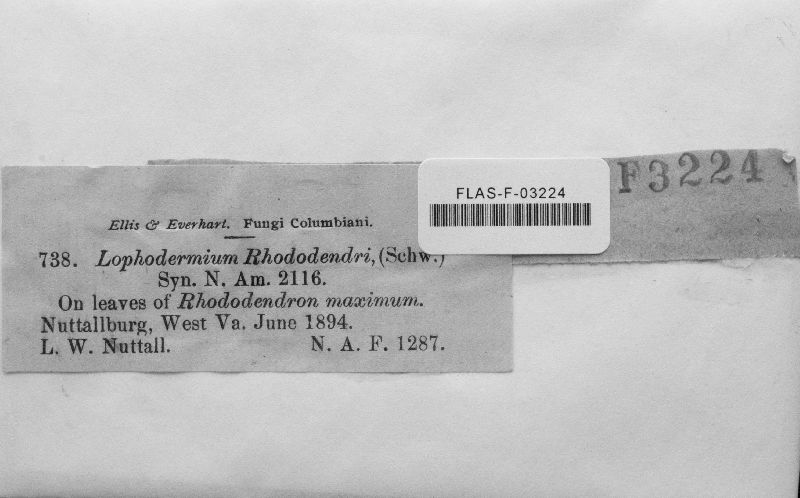 F3224
FLAS-F-03224
Ellis & Everhart. Fungi Columbiani.
738. Lophodermium Rhododendri, (Schw.)
Syn. N. Am. 2116.
On leaves of Rhododendron maximum.
Nuttallburg, West Va. June 1894.
L. W. Nuttall. N. A. F. 1287.